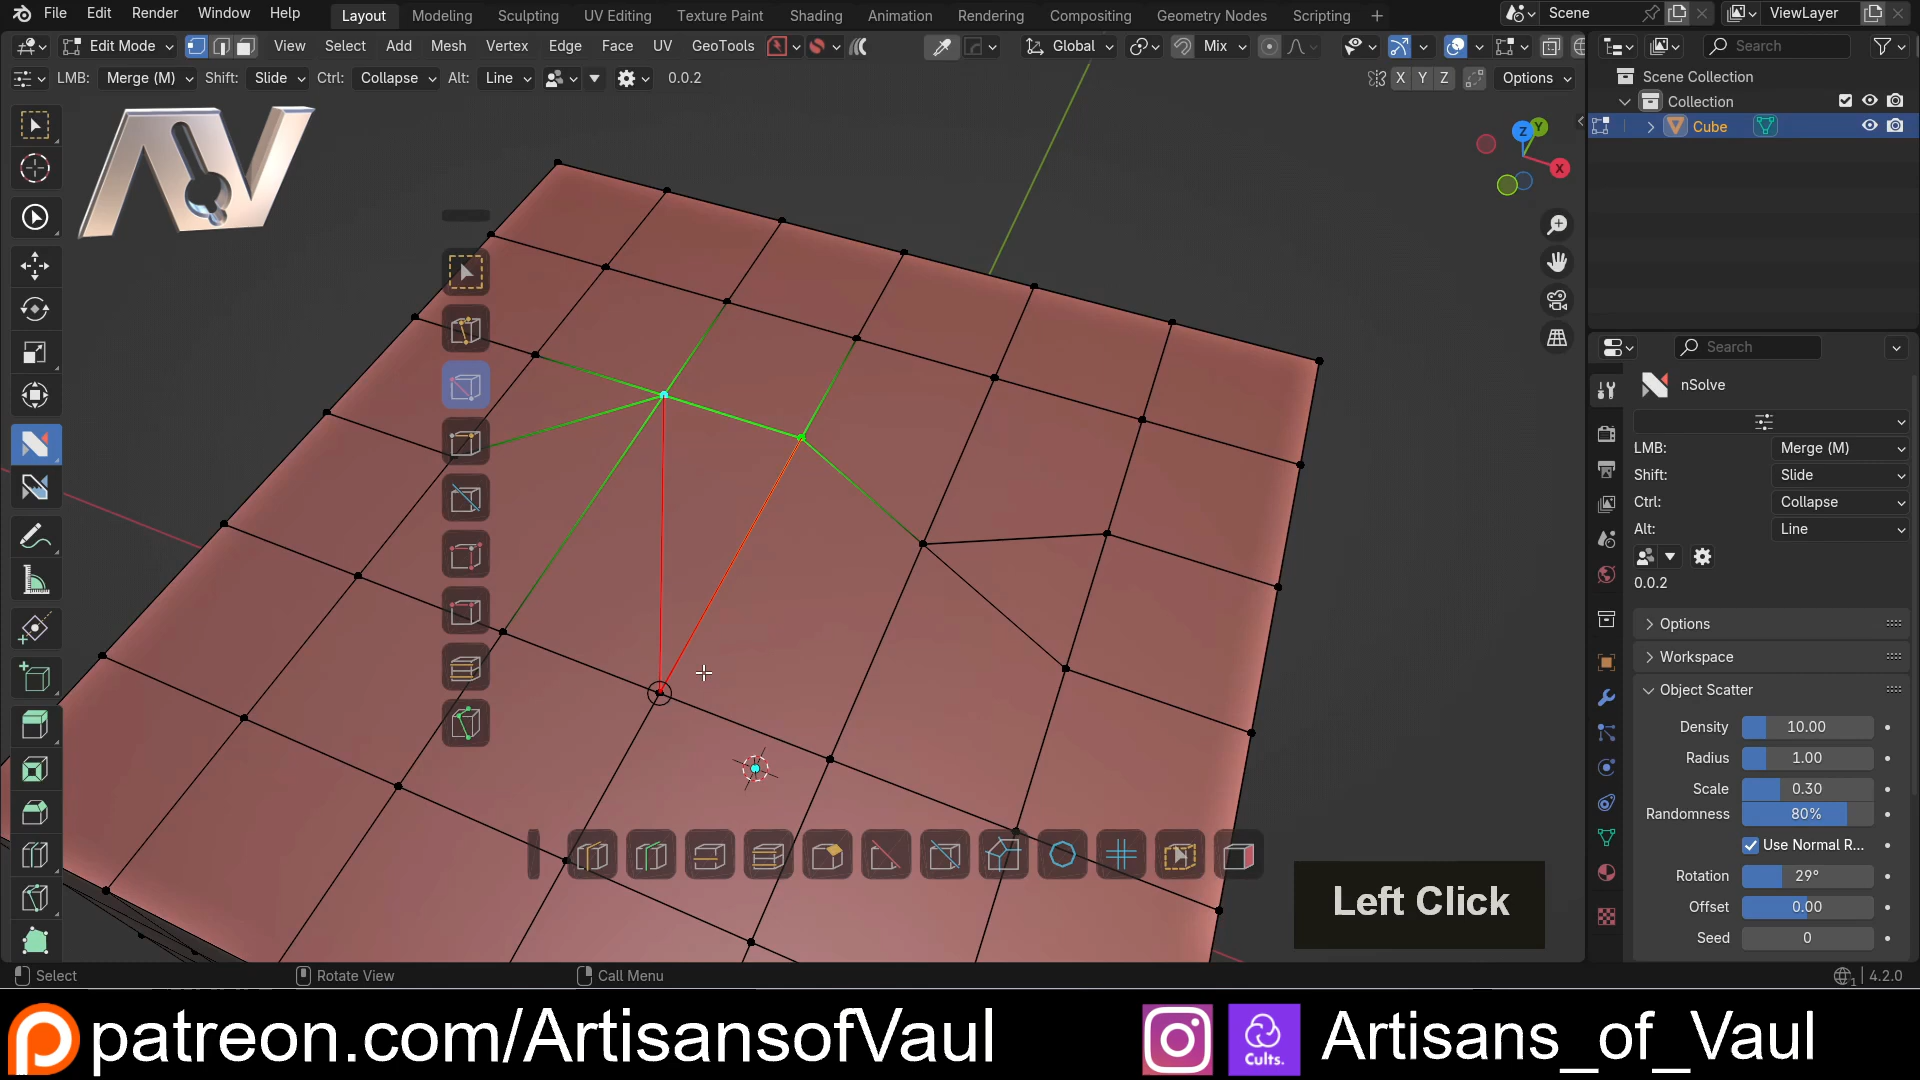 File Edit Render Window Help Layout Modeling Sculpting UV Editing Texture Paint Shading Animation Rendering Compositing Geometry Nodes Scripting + Scene ViewLayer
Edit Mode View Select Add Mesh Vertex Edge Face UV GeoTools Global Mix Search
LMB: Merge (M) Shift: Slide Ctrl: Collapse Alt: Line 0.0.2 X Y Z Options
Scene Collection
Collection
Cube
Z Y
X
Search
nSolve
LMB: Merge (M)
Shift: Slide
Ctrl: Collapse
Alt: Line
0.0.2
Options
Workspace
Object Scatter
Density 10.00
Radius 1.00
Scale 0.30
Randomness 80%
Use Normal R...
Rotation 29°
Offset 0.00
Seed 0
Left Click
Select Rotate View Call Menu 4.2.0
patreon.com/ArtisansofVaul Cults. Artisans_of_Vaul